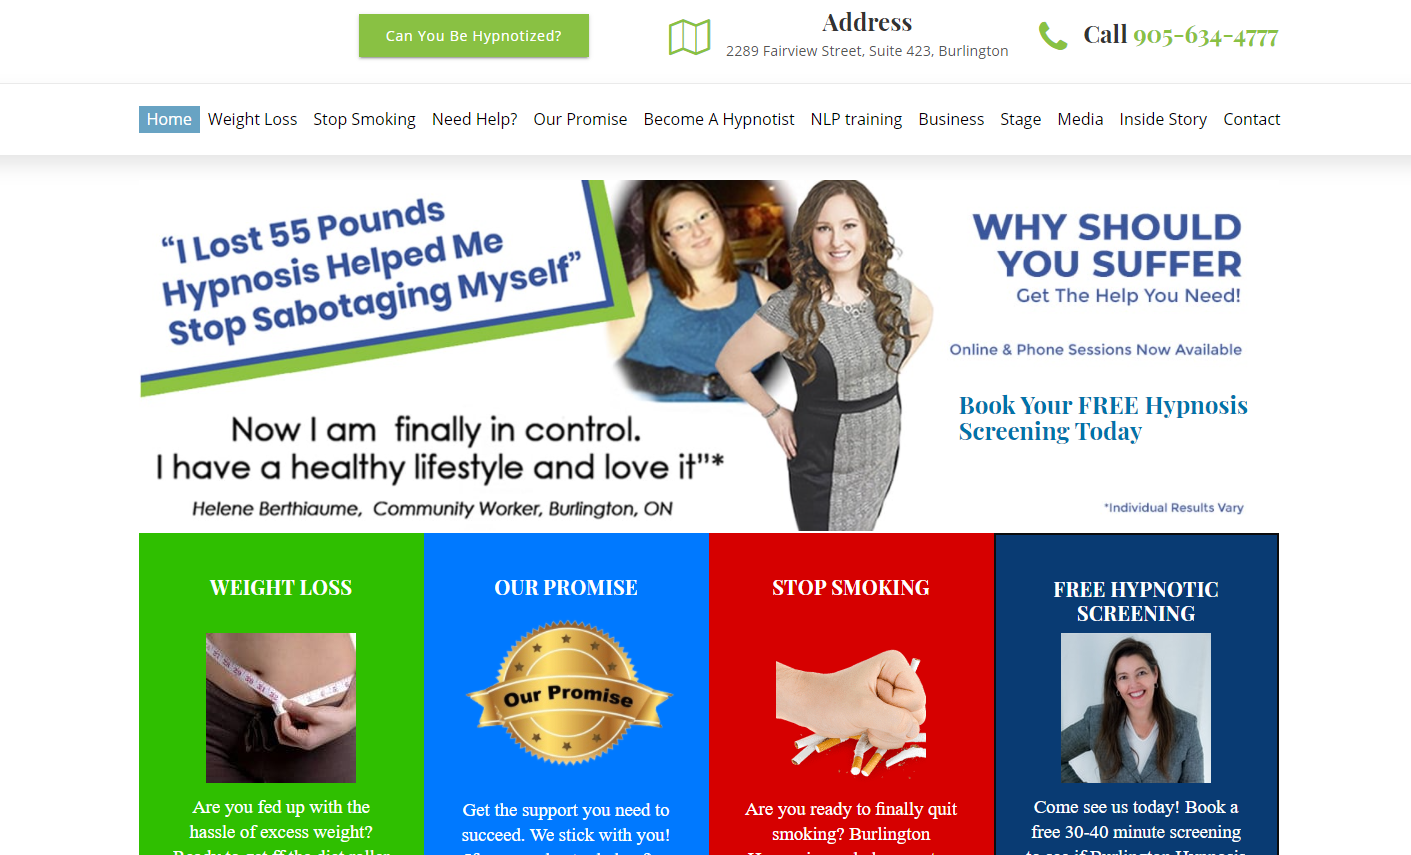 Can You Be Hypnotized?
Address
2289 Fairview Street, Suite 423, Burlington
Call 905-634-4777
Home Weight Loss Stop Smoking Need Help? Our Promise Become A Hypnotist NLP training Business Stage Media Inside Story Contact
“I Lost 55 Pounds
Hypnosis Helped Me
Stop Sabotaging Myself”
Now I am finally in control.
I have a healthy lifestyle and love it”*
Helene Berthiaume, Community Worker, Burlington, ON
WHY SHOULD
YOU SUFFER
Get The Help You Need!
Online & Phone Sessions Now Available
Book Your FREE Hypnosis
Screening Today
*Individual Results Vary
WEIGHT LOSS
Are you fed up with the
hassle of excess weight?
OUR PROMISE
Our Promise
Get the support you need to
succeed. We stick with you!
STOP SMOKING
Are you ready to finally quit
smoking? Burlington
FREE HYPNOTIC
SCREENING
Come see us today! Book a
free 30-40 minute screening
to see if Burlington Hypnosis